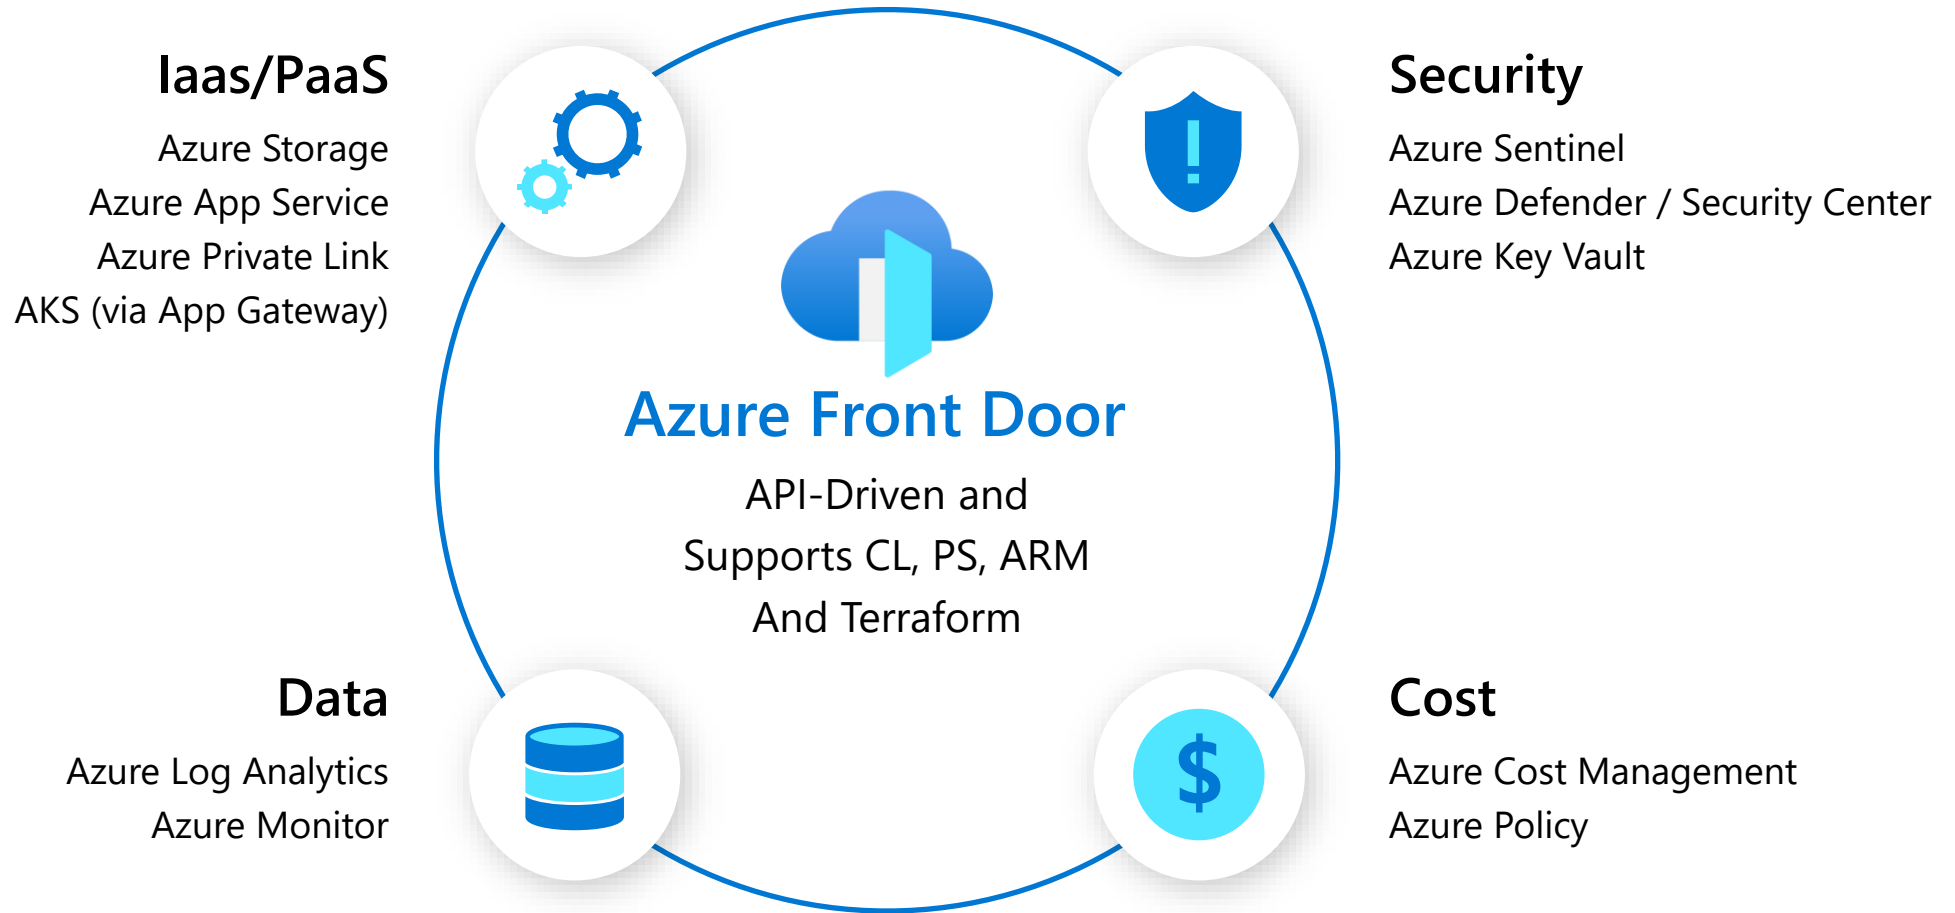 Iaas/PaaS
Azure Storage
Azure App Service
Azure Private Link
AKS (via App Gateway)
Security
Azure Sentinel
Azure Defender / Security Center
Azure Key Vault
Azure Front Door
API-Driven and
Supports CL, PS, ARM
And Terraform
Data
Azure Log Analytics
Azure Monitor
$
Cost
Azure Cost Management
Azure Policy